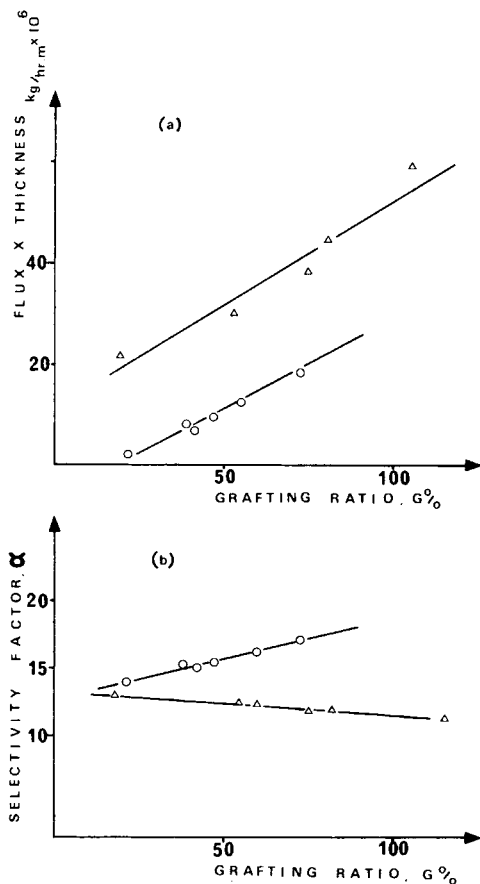 FLUX X THICKNESS
kg/hr.m x 10^6
(a)
40
20
50
100
GRAFTING RATIO, G%
SELECTIVITY FACTOR, α
(b)
20
15
10
50
100
GRAFTING RATIO, G%